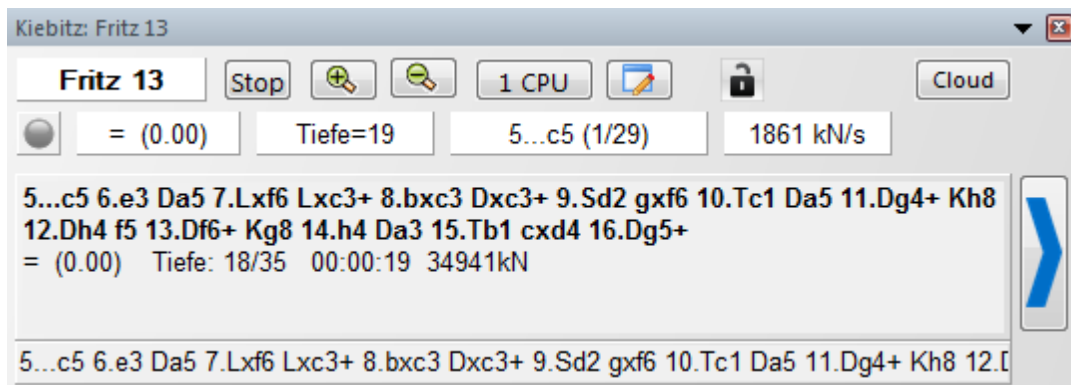 Kiebitz: Fritz 13
Fritz 13 Stop 1 CPU Cloud
= (0.00) Tiefe=19 5...c5 (1/29) 1861 kN/s
5...c5 6.e3 Da5 7.Lxf6 Lxc3+ 8.bxc3 Dxc3+ 9.Sd2 gxf6 10.Tc1 Da5 11.Dg4+ Kh8
12.Dh4 f5 13.Df6+ Kg8 14.h4 Da3 15.Tb1 cxd4 16.Dg5+
= (0.00) Tiefe: 18/35 00:00:19 34941kN
5...c5 6.e3 Da5 7.Lxf6 Lxc3+ 8.bxc3 Dxc3+ 9.Sd2 gxf6 10.Tc1 Da5 11.Dg4+ Kh8 12.